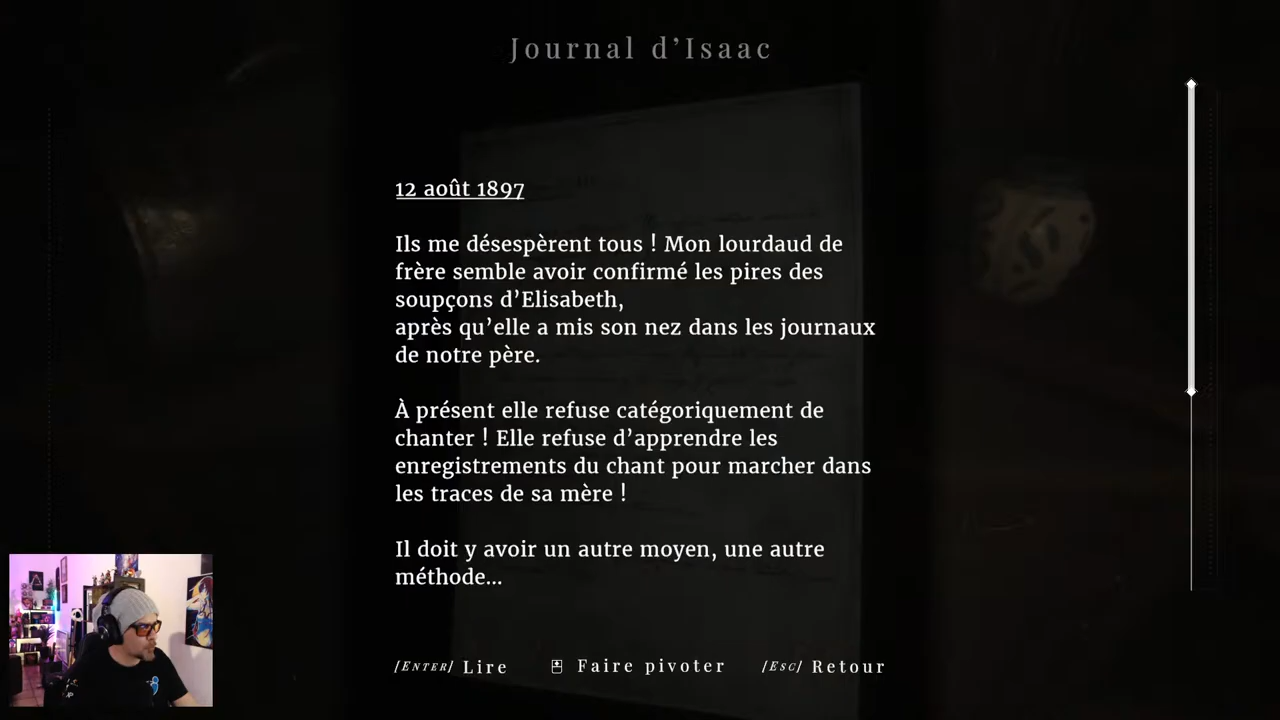 Journal d’Isaac
12 août 1897
Ils me désespèrent tous ! Mon lourdaud de
frère semble avoir confirmé les pires des
soupçons d’Elisabeth,
après qu’elle a mis son nez dans les journaux
de notre père.
À présent elle refuse catégoriquement de
chanter ! Elle refuse d’apprendre les
enregistrements du chant pour marcher dans
les traces de sa mère !
Il doit y avoir un autre moyen, une autre
méthode...
/ENTER/ Lire Faire pivoter /ESC/ Retour